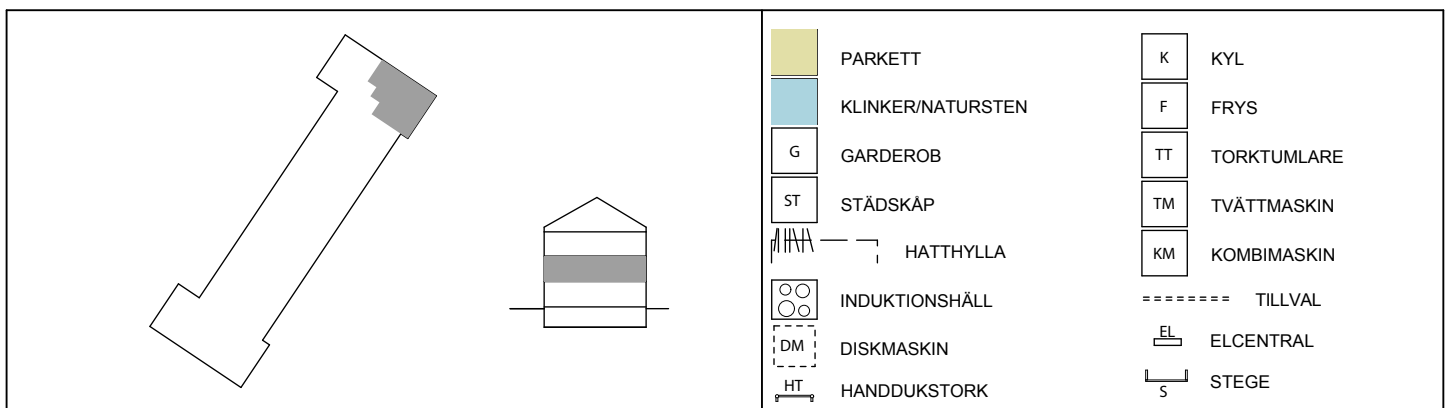 PARKETT
KLINKER/NATURSTEN
G GARDEROB
ST STÄDSKÅP
HATTHYLLA
INDUKTIONSHÄLL
DM DISKMASKIN
HT HANDDUKSTORK
K KYL
F FRYS
TT TORKTUMLARE
TM TVÄTTMASKIN
KM KOMBIMASKIN
TILLVAL
EL ELCENTRAL
S STEGE